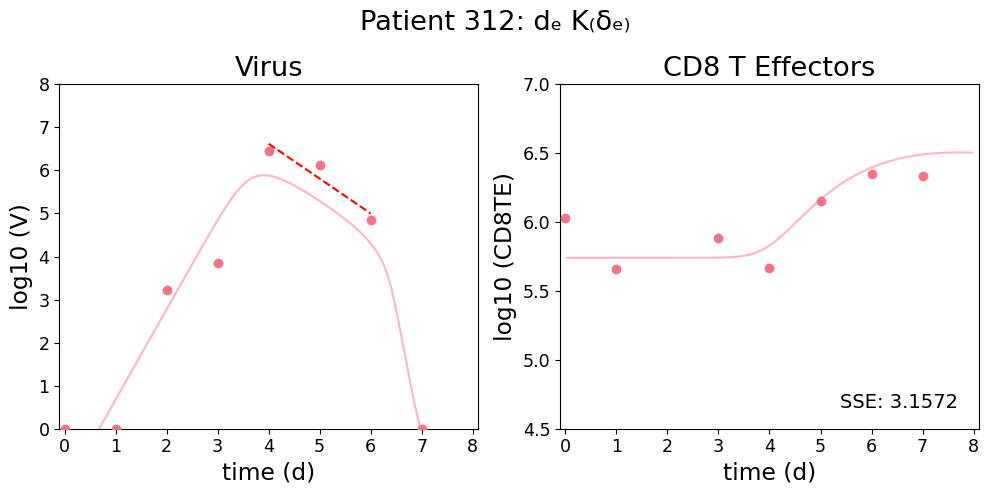 Patient 312: dₑ K₍δₑ₎
Virus
CD8 T Effectors
log10 (V)
8
7
6
5
4
3
2
1
0
0 1 2 3 4 5 6 7 8
time (d)
log10 (CD8TE)
7.0
6.5
6.0
5.5
5.0
4.5
SSE: 3.1572
0 1 2 3 4 5 6 7 8
time (d)